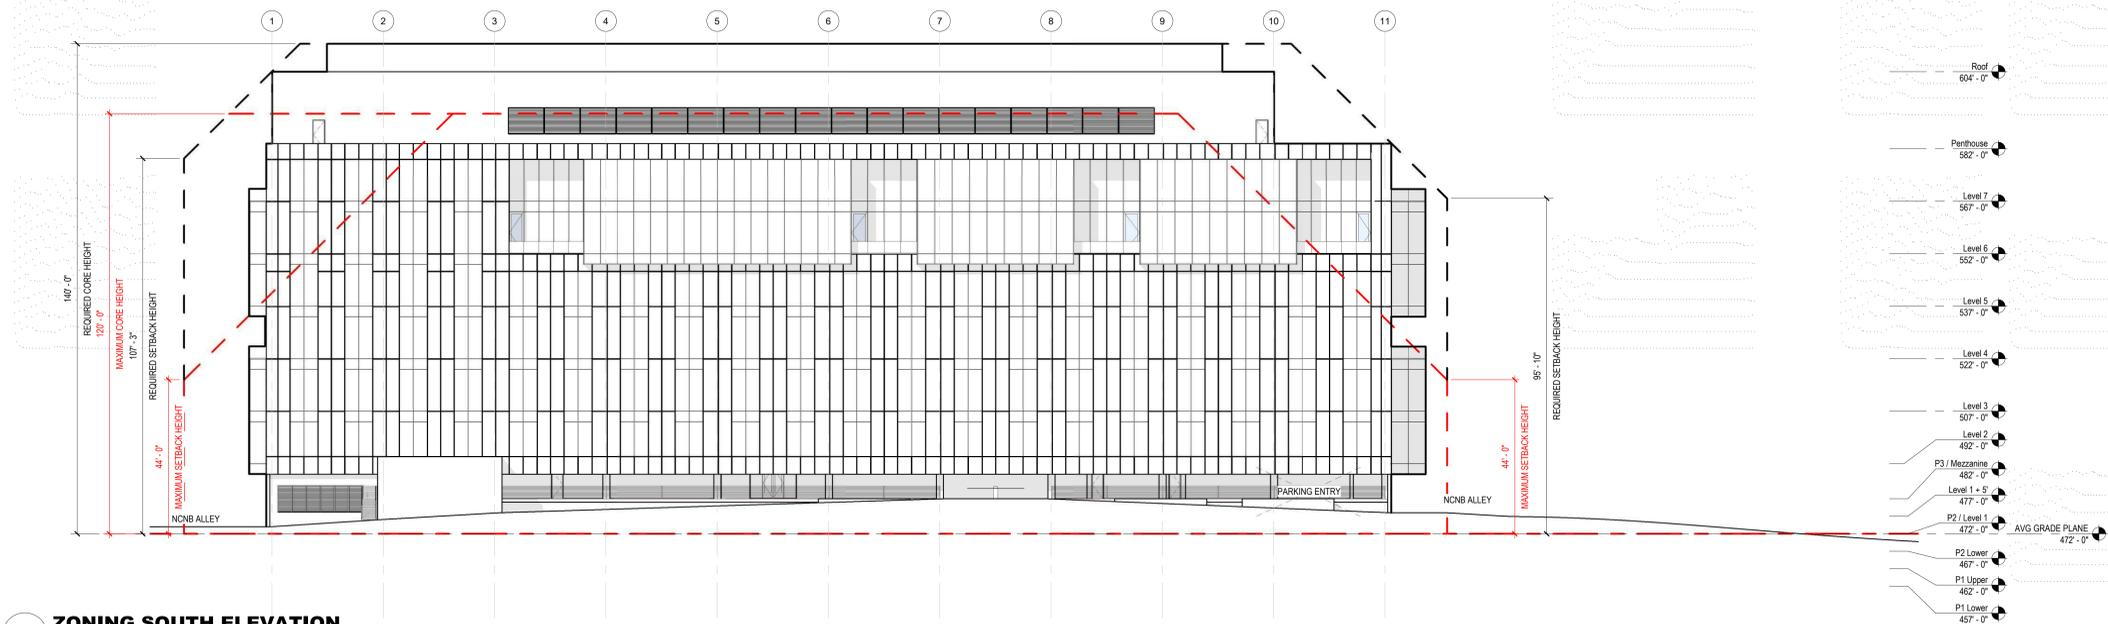 1 2 3 4 5 6 7 8 9 10 11
140' - 0"
REQUIRED CORE HEIGHT
120' - 0"
MAXIMUM CORE HEIGHT
107' - 3"
REQUIRED SETBACK HEIGHT
44' - 0"
MAXIMUM SETBACK HEIGHT
NCNB ALLEY
PARKING ENTRY
NCNB ALLEY
44' - 0"
MAXIMUM SETBACK HEIGHT
95' - 10"
REQUIRED SETBACK HEIGHT
Roof
604' - 0"
Penthouse
582' - 0"
Level 7
567' - 0"
Level 6
552' - 0"
Level 5
537' - 0"
Level 4
522' - 0"
Level 3
507' - 0"
Level 2
492' - 0"
P3 / Mezzanine
482' - 0"
Level 1 + 5'
477' - 0"
P2 / Level 1
472' - 0"
AVG GRADE PLANE
472' - 0"
P2 Lower
467' - 0"
P1 Upper
462' - 0"
P1 Lower
457' - 0"
ZONING SOUTH ELEVATION